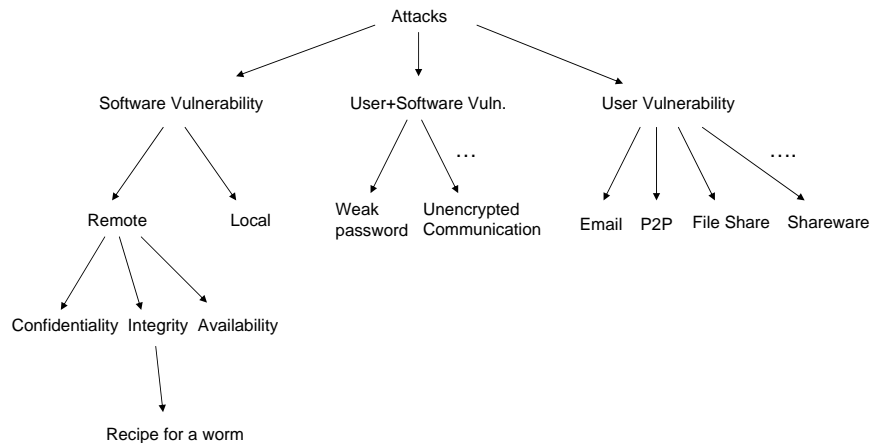 Attacks
Software Vulnerability
User+Software Vuln.
User Vulnerability
...
....
Remote
Local
Weak
password
Unencrypted
Communication
Email
P2P
File Share
Shareware
Confidentiality
Integrity
Availability
Recipe for a worm